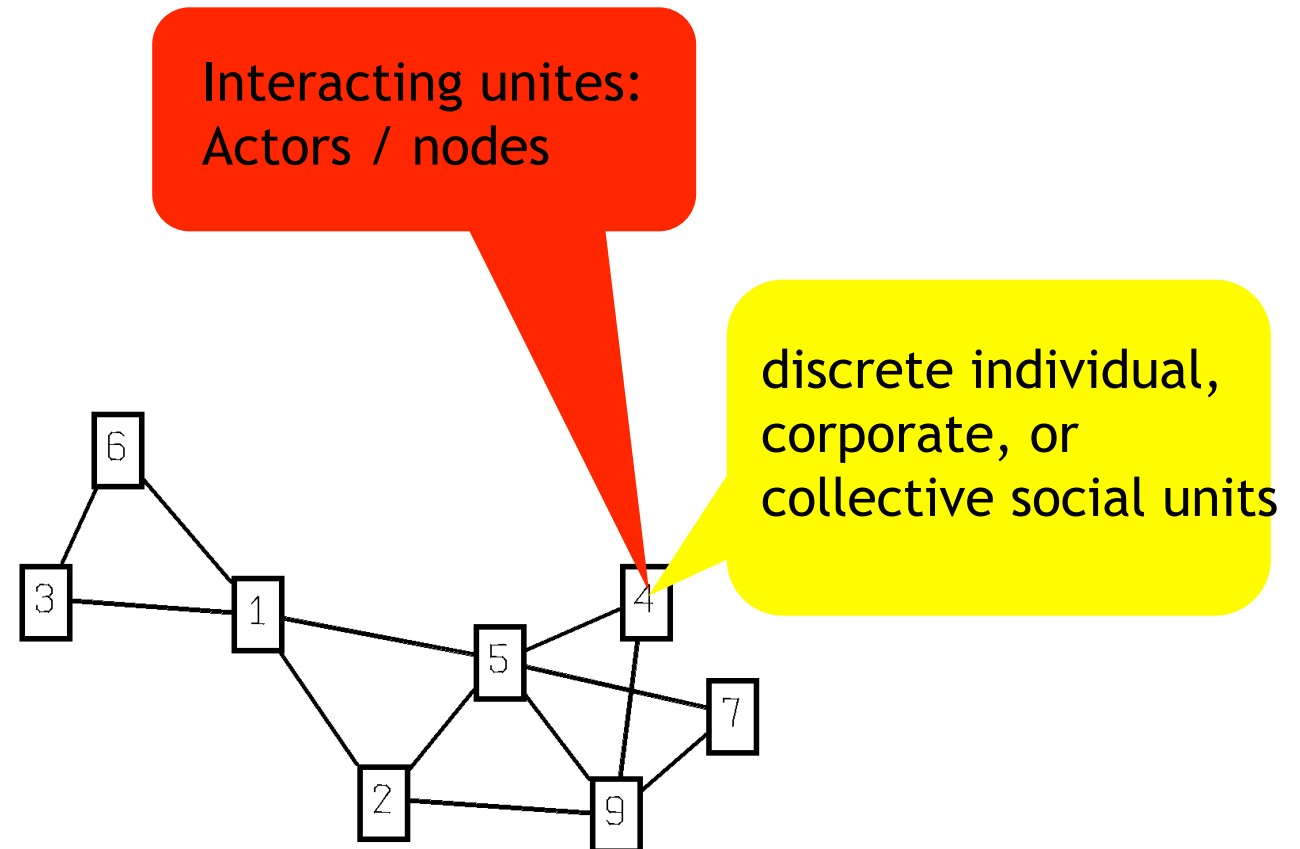 Interacting unites:
Actors / nodes
discrete individual,
corporate, or
collective social units
6
3
1
4
5
7
2
9